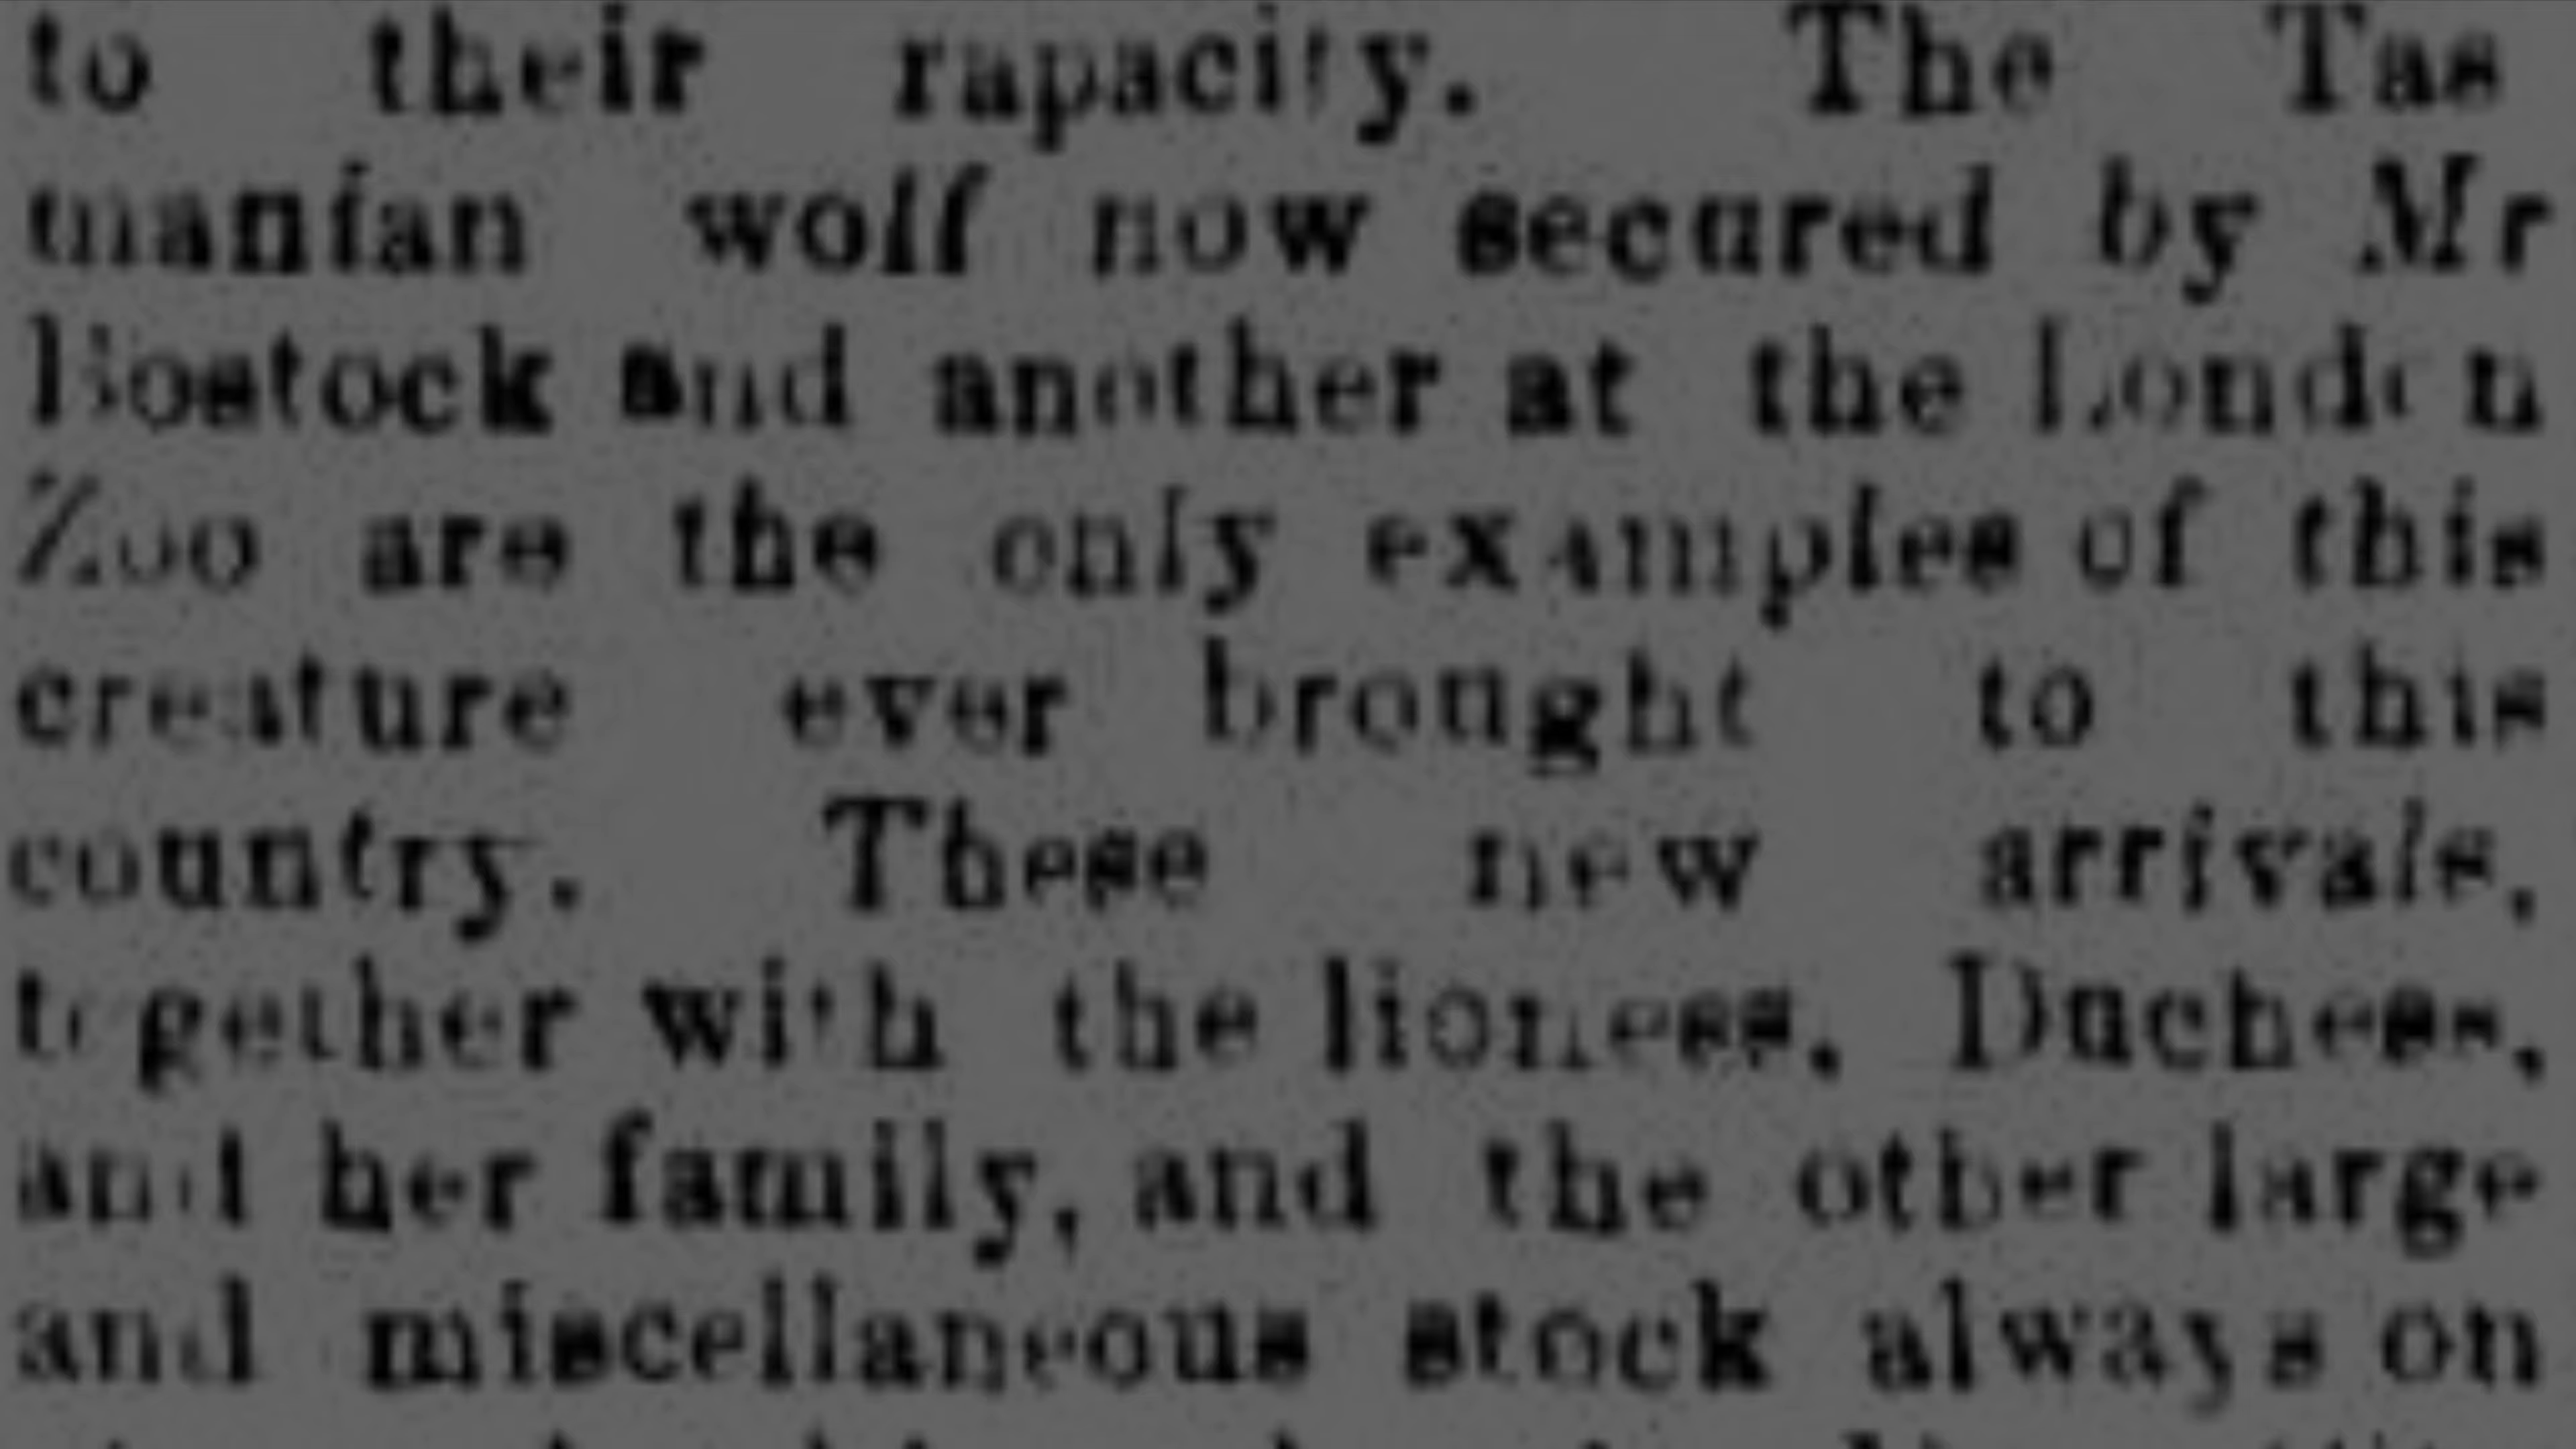 to their rapacity. The Tas
manian wolf now secured by Mr
Bostock and another at the London
Zoo are the only examples of this
creature ever brought to this
country. These new arrivals,
together with the lioness, Duchess,
and her family, and the other large
and miscellaneous stock always on